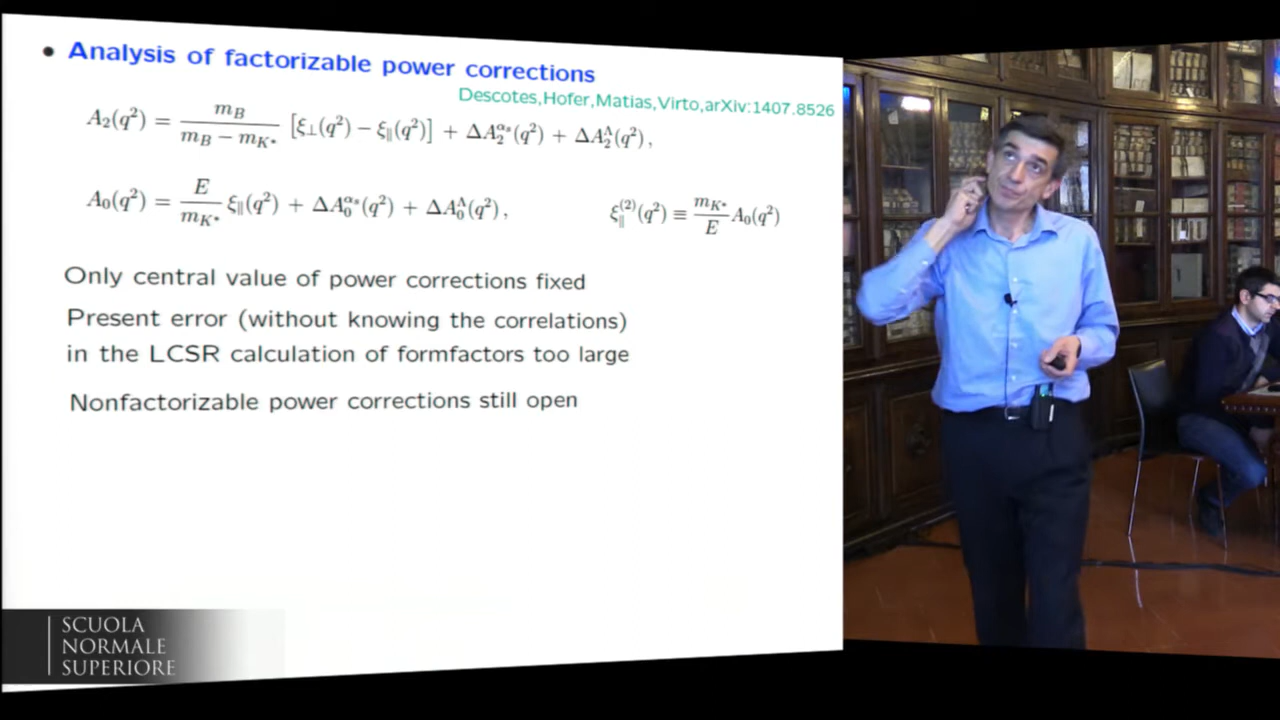 • Analysis of factorizable power corrections
Descotes,Hofer,Matias,Virto,arXiv:1407.8526
A₂(q²) = m_B / (m_B − m_K*) [ξ⊥(q²) − ξ∥(q²)] + ΔA₂^αs(q²) + ΔA₂^Λ(q²),
A₀(q²) = E / m_K* ξ∥(q²) + ΔA₀^αs(q²) + ΔA₀^Λ(q²), ξ∥^(2)(q²) ≡ m_K* / E A₀(q²)
Only central value of power corrections fixed
Present error (without knowing the correlations)
in the LCSR calculation of formfactors too large
Nonfactorizable power corrections still open
SCUOLA
NORMALE
SUPERIORE